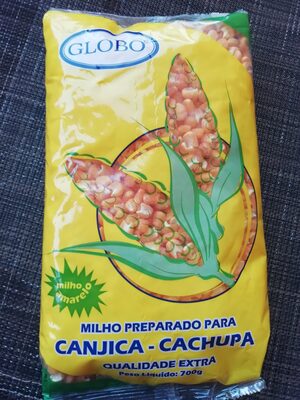 GLOBO
milho
amarelo
MILHO PREPARADO PARA
CANJICA - CACHUPA
QUALIDADE EXTRA
Peso Líquido: 700g